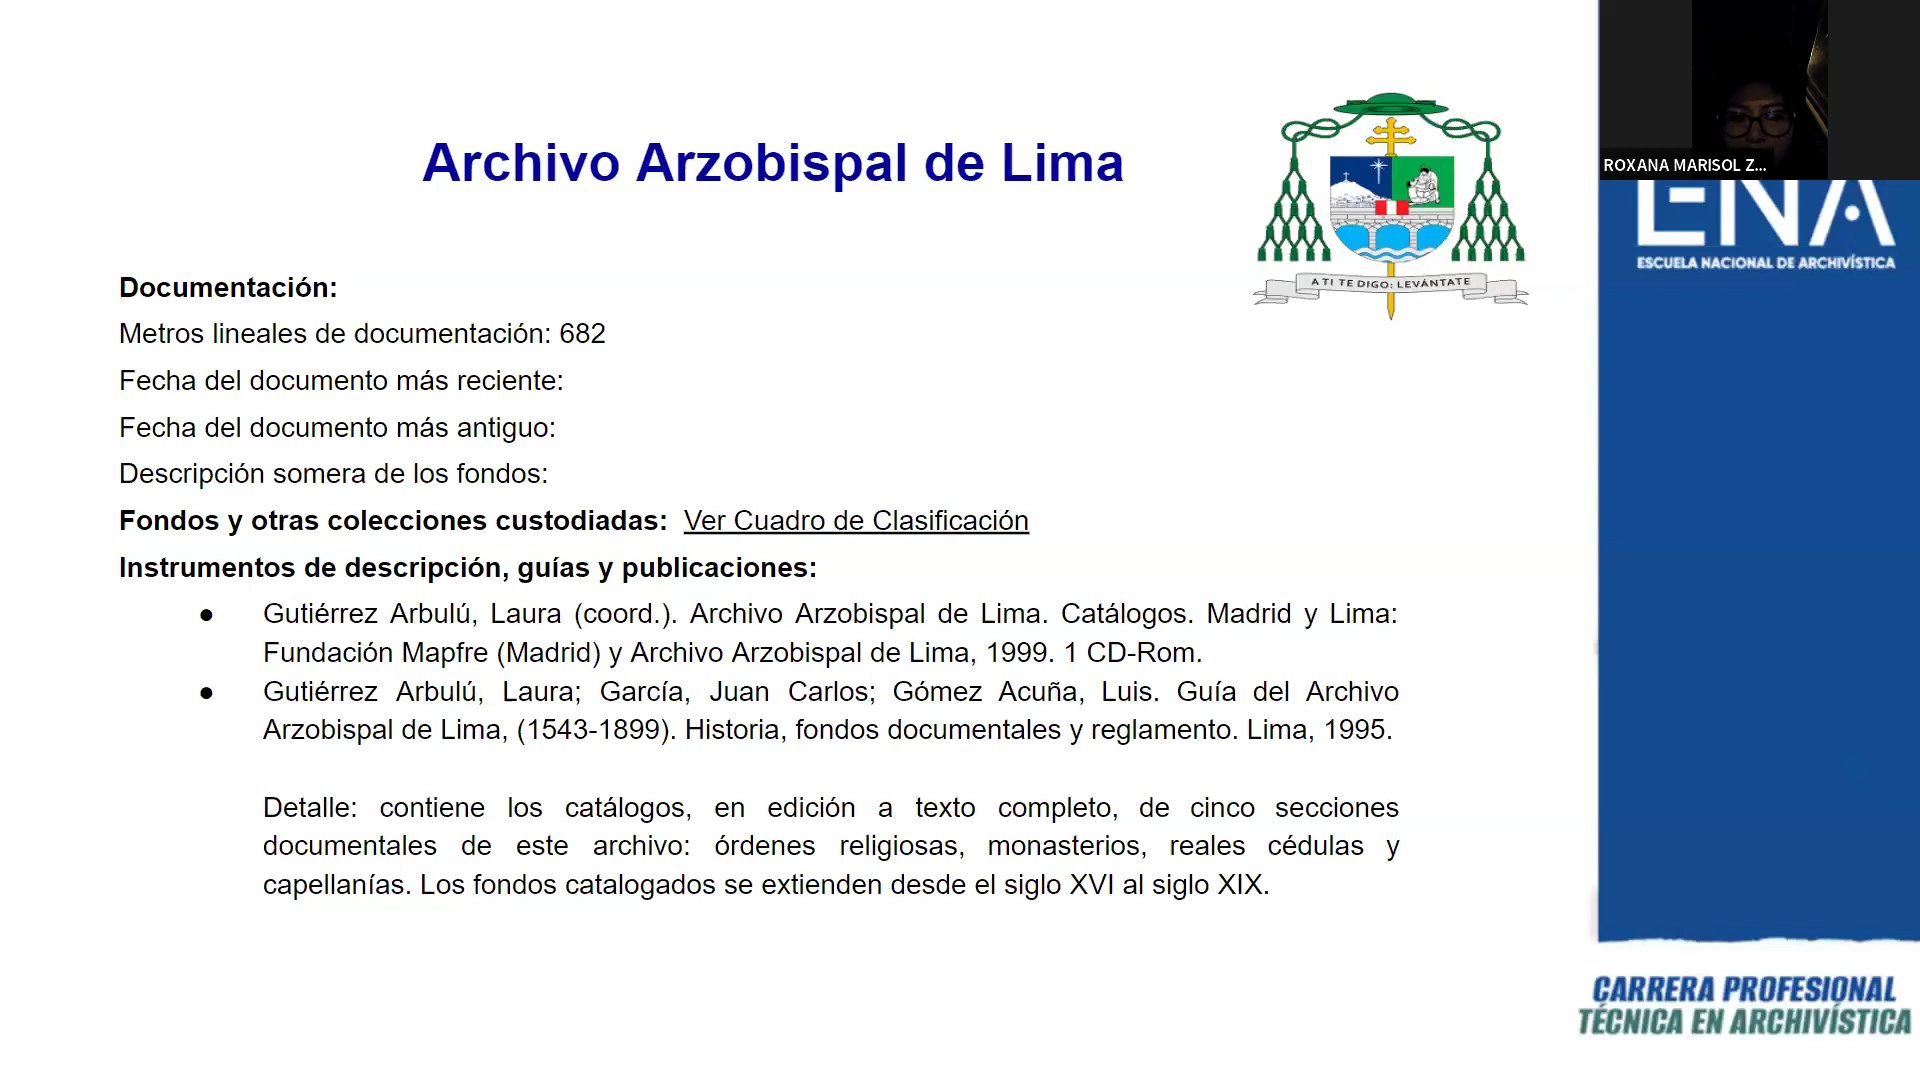 Archivo Arzobispal de Lima
A TI TE DIGO: LEVÁNTATE
Documentación:
Metros lineales de documentación: 682
Fecha del documento más reciente:
Fecha del documento más antiguo:
Descripción somera de los fondos:
Fondos y otras colecciones custodiadas: Ver Cuadro de Clasificación
Instrumentos de descripción, guías y publicaciones:
● Gutiérrez Arbulú, Laura (coord.). Archivo Arzobispal de Lima. Catálogos. Madrid y Lima:
Fundación Mapfre (Madrid) y Archivo Arzobispal de Lima, 1999. 1 CD-Rom.
● Gutiérrez Arbulú, Laura; García, Juan Carlos; Gómez Acuña, Luis. Guía del Archivo
Arzobispal de Lima, (1543-1899). Historia, fondos documentales y reglamento. Lima, 1995.
Detalle: contiene los catálogos, en edición a texto completo, de cinco secciones
documentales de este archivo: órdenes religiosas, monasterios, reales cédulas y
capellanías. Los fondos catalogados se extienden desde el siglo XVI al siglo XIX.
ROXANA MARISOL Z...
ENA
ESCUELA NACIONAL DE ARCHIVÍSTICA
CARRERA PROFESIONAL
TÉCNICA EN ARCHIVÍSTICA